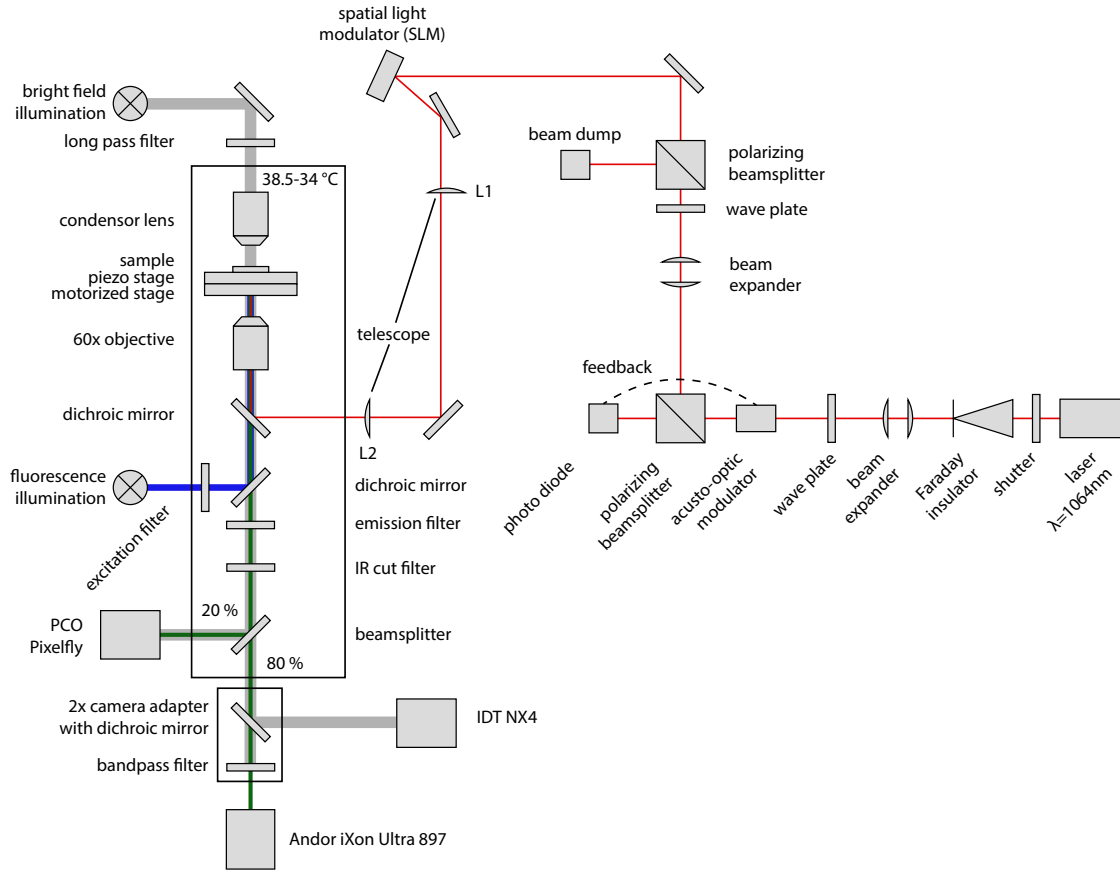 spatial light
modulator (SLM)
bright field
illumination
long pass filter
38.5-34 °C
condensor lens
sample
piezo stage
motorized stage
60x objective
dichroic mirror
fluorescence
illumination
excitation filter
dichroic mirror
emission filter
IR cut filter
20 %
PCO
Pixelfly
beamsplitter
80 %
2x camera adapter
with dichroic mirror
IDT NX4
bandpass filter
Andor iXon Ultra 897
L1
telescope
L2
beam dump
polarizing
beamsplitter
wave plate
beam
expander
feedback
photo diode
polarizing
beamsplitter
acusto-optic
modulator
wave plate
beam
expander
Faraday
insulator
shutter
laser
λ=1064nm